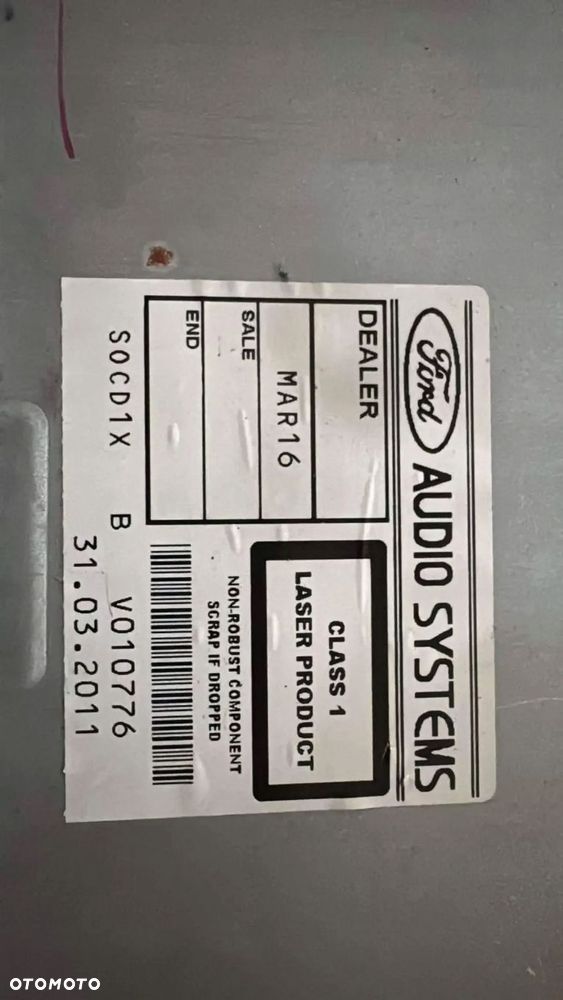 Ford AUDIO SYSTEMS
DEALER
MAR16
SALE
END
CLASS 1
LASER PRODUCT
NON-ROBUST COMPONENT
SCRAP IF DROPPED
S0CD1X B V010776
31.03.2011
OTOMOTO